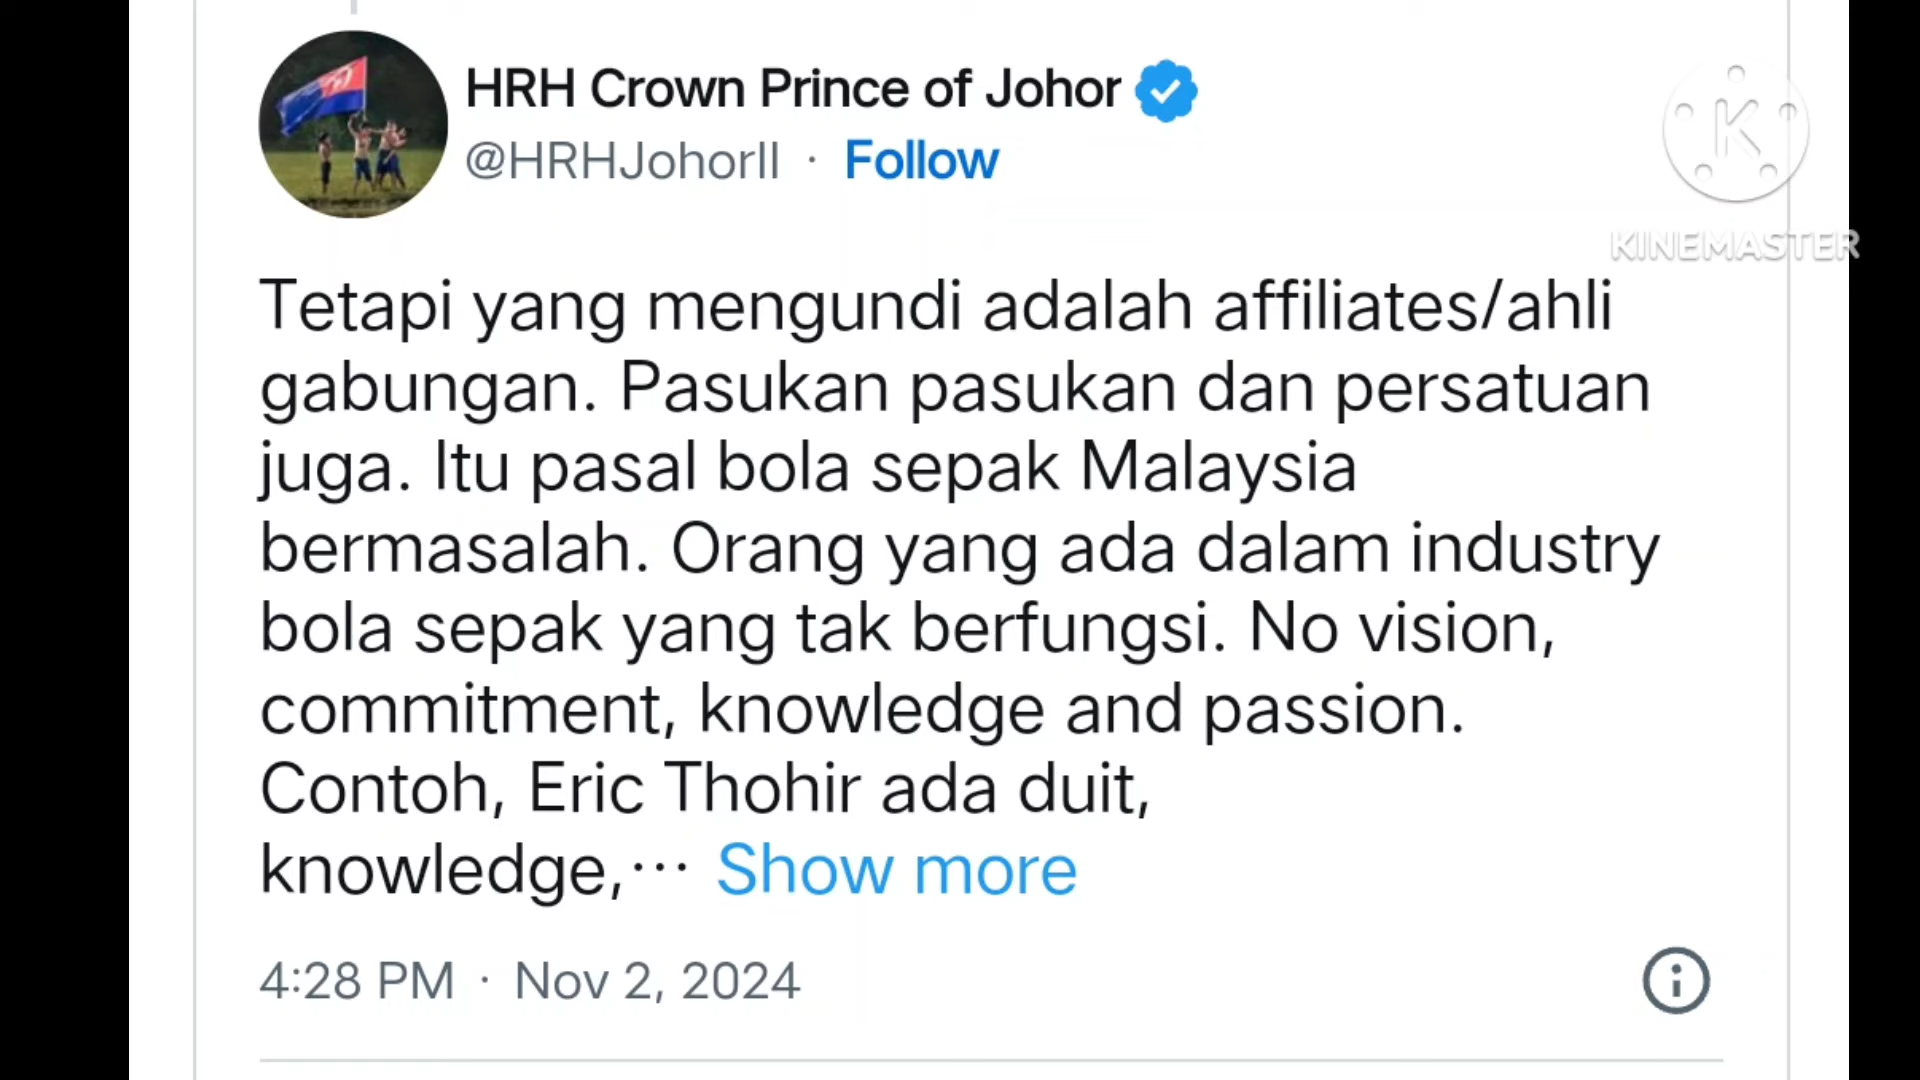 HRH Crown Prince of Johor
@HRHJohorII · Follow
K
KINEMASTER
Tetapi yang mengundi adalah affiliates/ahli
gabungan. Pasukan pasukan dan persatuan
juga. Itu pasal bola sepak Malaysia
bermasalah. Orang yang ada dalam industry
bola sepak yang tak berfungsi. No vision,
commitment, knowledge and passion.
Contoh, Eric Thohir ada duit,
knowledge,··· Show more
4:28 PM · Nov 2, 2024